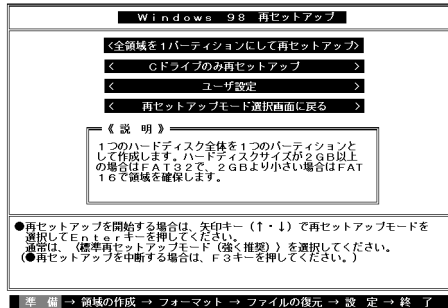 Windows 98 再セットアップ
<全領域を1パーティションにして再セットアップ>
< Cドライブのみ再セットアップ >
< ユーザ設定 >
< 再セットアップモード選択画面に戻る >
《説 明》
1つのハードディスク全体を1つのパーティションと
して作成します。ハードディスクサイズが2GB以上
の場合はFAT32で、2GBより小さい場合はFAT
16で領域を確保します。
●再セットアップを開始する場合は、矢印キー(↑・↓)で再セットアップモードを
選択してEnterキーを押してください。
通常は、〈標準再セットアップモード(強く推奨)〉を選択してください。
(●再セットアップを中断する場合は、F3キーを押してください。)
準 備 → 領域の作成 → フォーマット → ファイルの復元 → 設 定 → 終 了